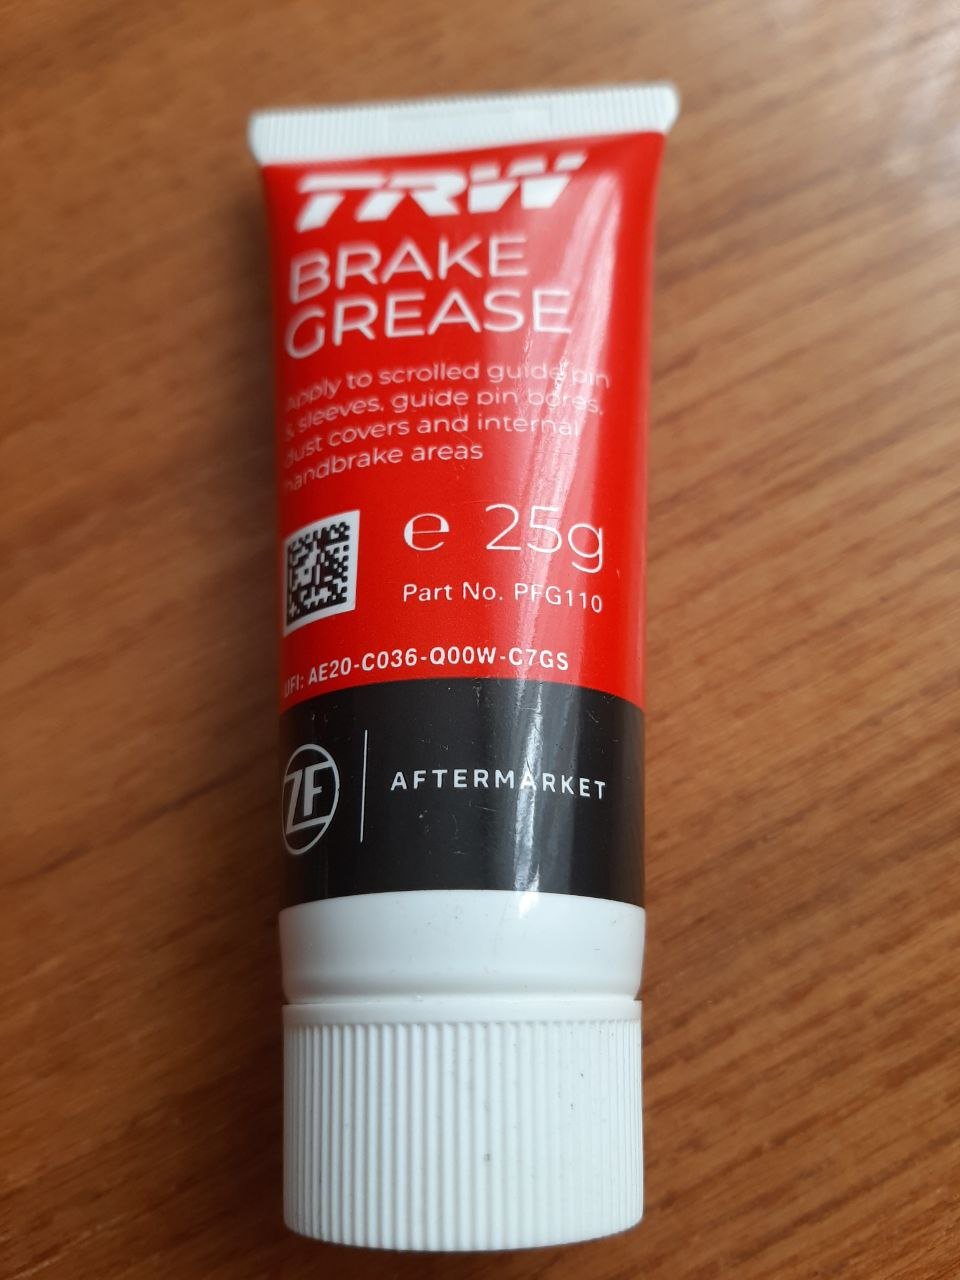 TRW
BRAKE
GREASE
Apply to scrolled guide pin
& sleeves, guide pin bores,
dust covers and internal
handbrake areas
e 25g
Part No. PFG110
UFI: AE20-C036-Q00W-C7GS
ZF
AFTERMARKET